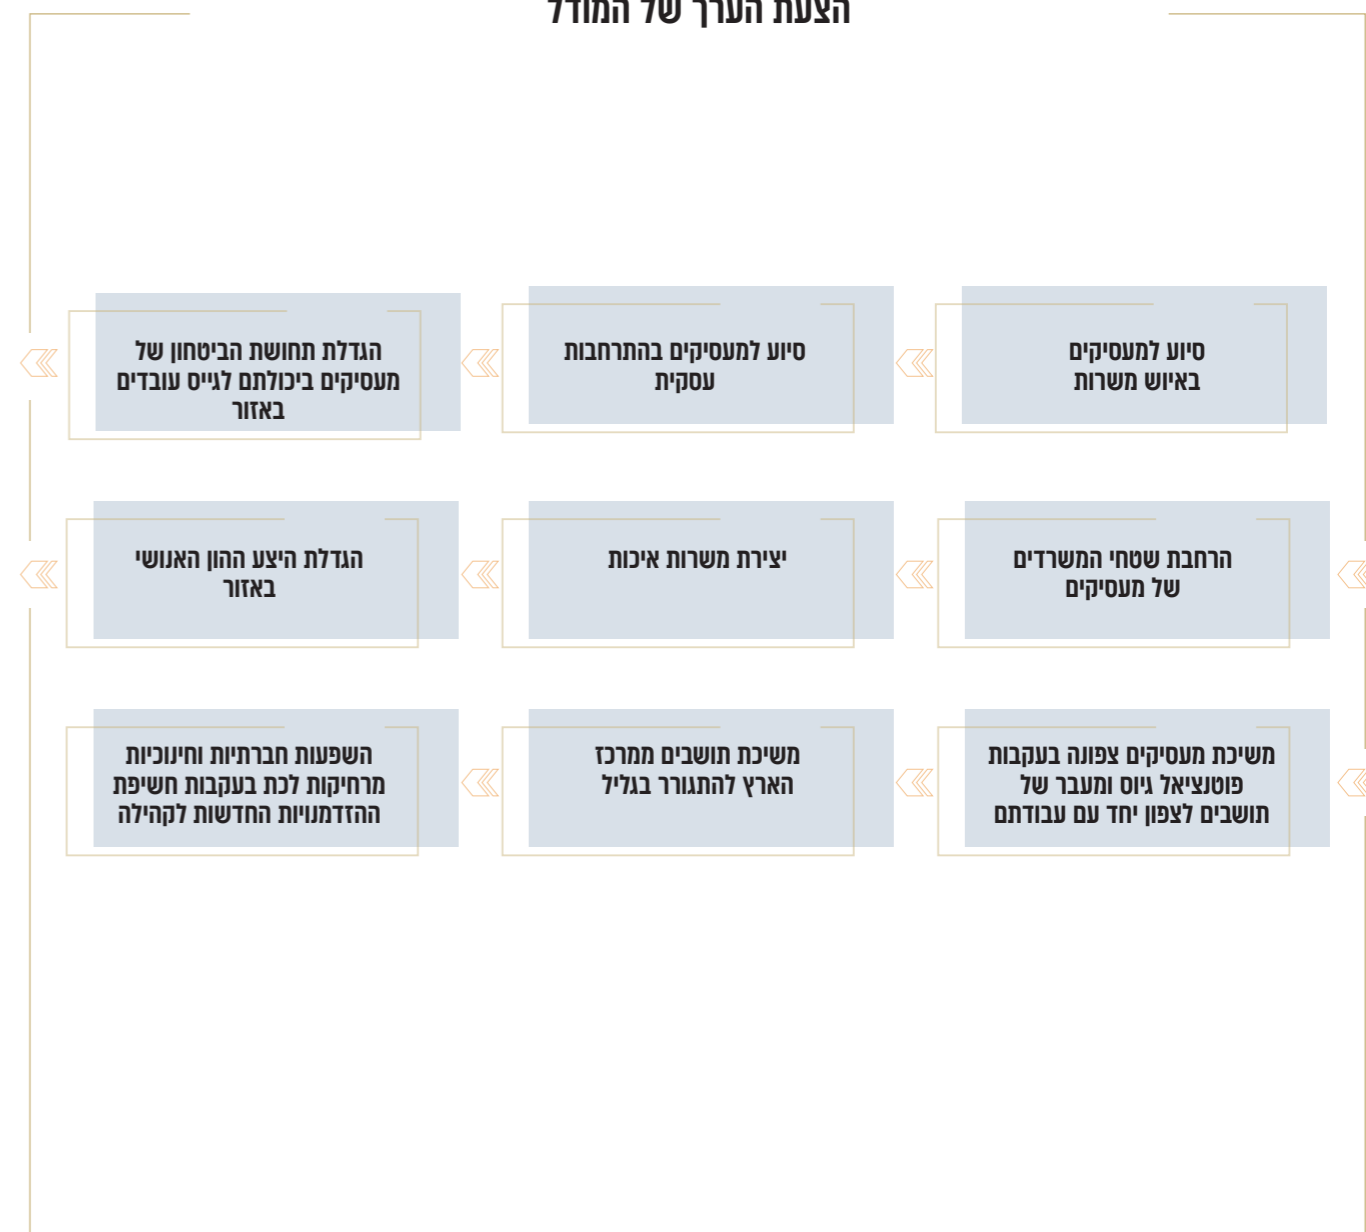 הצעת הערך של המודל
סיוע למעסיקים
באיוש משרות
סיוע למעסיקים בהתרחבות
עסקית
הגדלת תחושת הביטחון של
מעסיקים ביכולתם לגייס עובדים
באזור
הרחבת שטחי המשרדים
של מעסיקים
יצירת משרות איכות
הגדלת היצע ההון האנושי
באזור
משיכת מעסיקים צפונה בעקבות
פוטנציאל גיוס ומעבר של
תושבים לצפון יחד עם עבודתם
משיכת תושבים ממרכז
הארץ להתגורר בגליל
השפעות חברתיות וחינוכיות
מרחיקות לכת בעקבות חשיפת
ההזדמנויות החדשות לקהילה